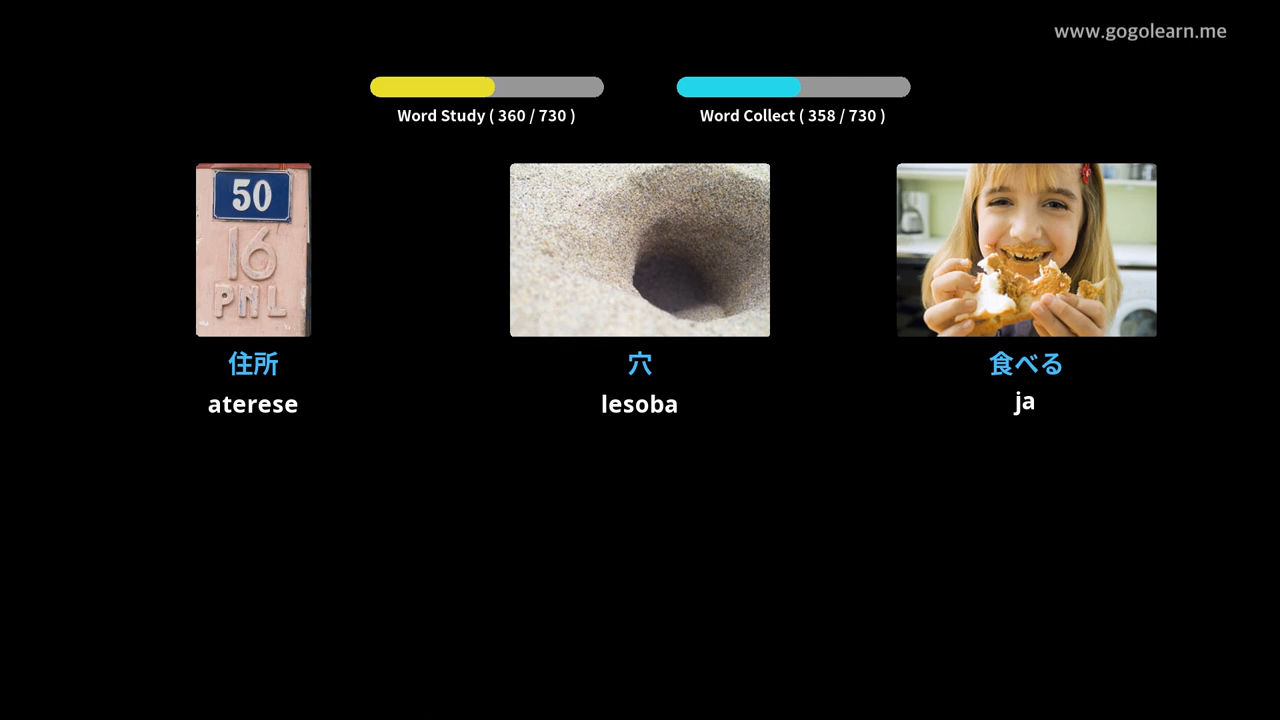 www.gogolearn.me
Word Study ( 360 / 730 )
Word Collect ( 358 / 730 )
50
16
PNL
住所
穴
食べる
aterese
lesoba
ja